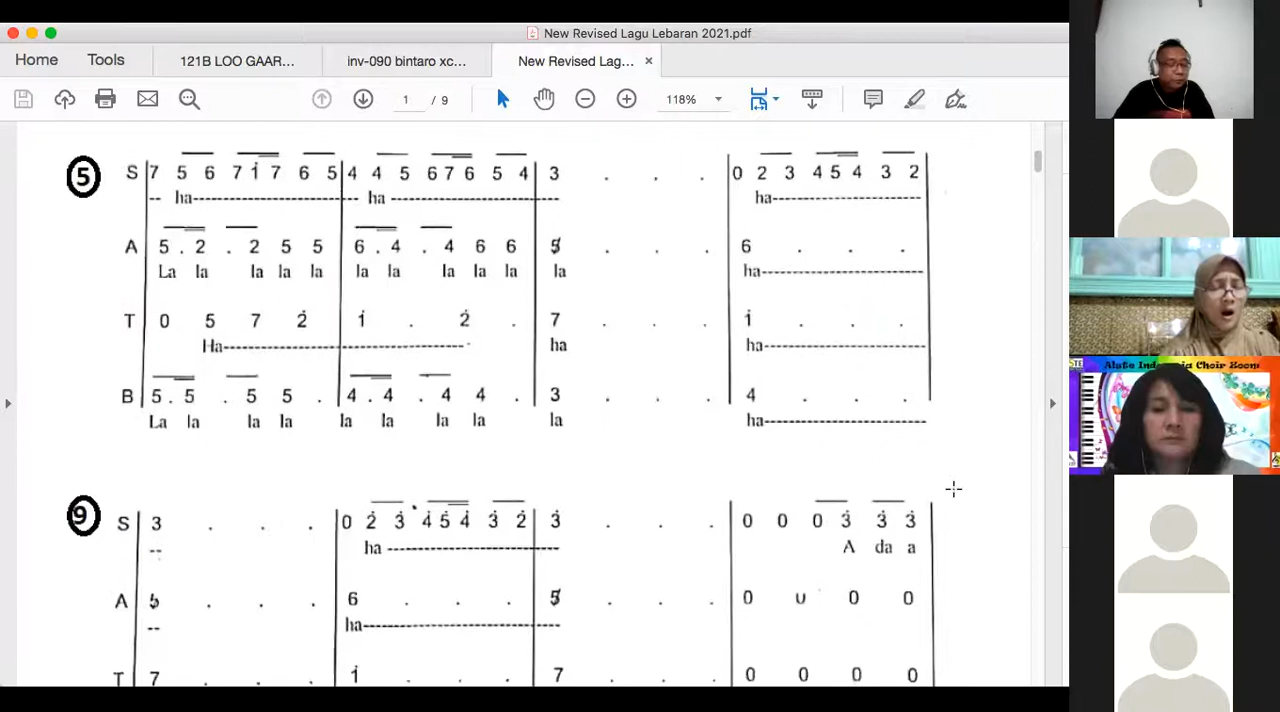 New Revised Lagu Lebaran 2021.pdf
Home Tools 121B LOO GAAR... inv-090 bintaro xc... New Revised Lag... ×
1 / 9 118%
5 S 7 5 6 7 1̇ 7 6 5 4 4 5 6 7 6 5 4 3 . . . 0 2 3 4 5 4 3 2
-- ha------------------------- ha ------------------------- ha------------------------
A 5 . 2 . 2 5 5 6 . 4 . 4 6 6 5̸ . . . 6 . . .
La la la la la la la la la la la ha------------------------
T 0 5 7 2̇ 1̇ . 2̇ . 7 . . . 1̇ . . .
Ha------------------------------------- ha ha------------------------
B 5 . 5 . 5 5 . 4 . 4 . 4 4 . 3 . . . 4 . . .
La la la la la la la la la ha------------------------
9 S 3 . . . 0 2̇ 3̇ 4̇ 5̇ 4̇ 3̇ 2̇ 3̇ . . . 0 0 0 3̇ 3̇ 3̇
-- ha -------------------------- A da a
A 5̸ . . . 6 . . . 5̸ . . . 0 0 0 0
-- ha--------------------------
T 7 . . . 1̇ . . . 7 . . . 0 0 0 0